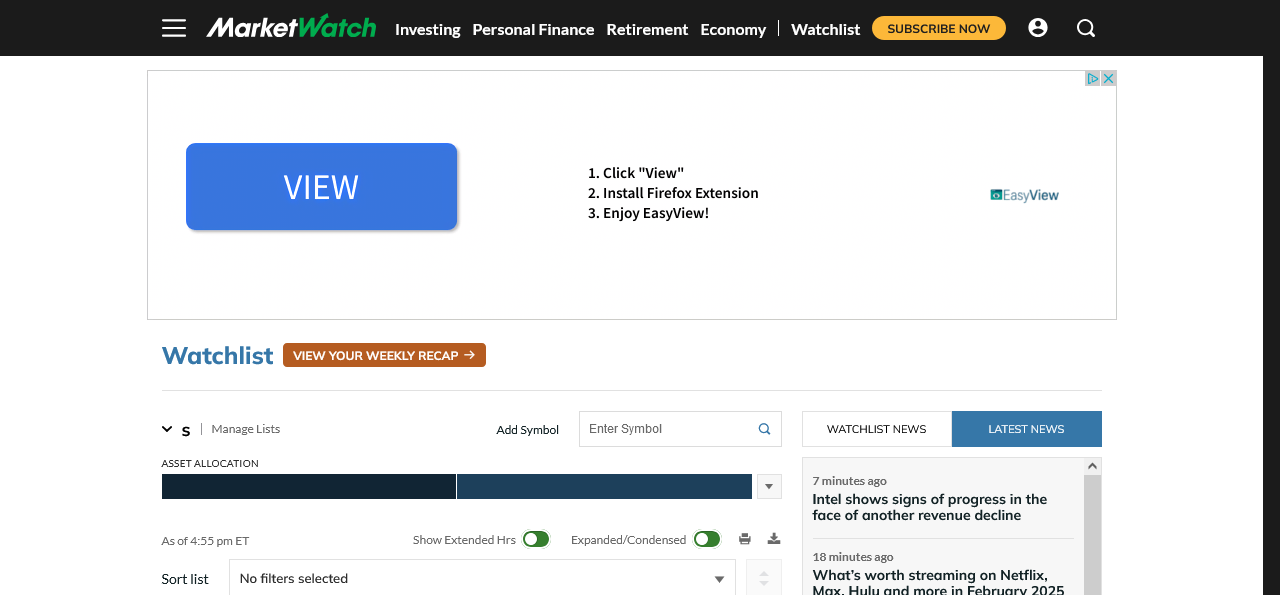 MarketWatch Investing Personal Finance Retirement Economy Watchlist SUBSCRIBE NOW
VIEW
1. Click "View"
2. Install Firefox Extension
3. Enjoy EasyView!
EasyView
Watchlist VIEW YOUR WEEKLY RECAP →
S Manage Lists Add Symbol Enter Symbol
WATCHLIST NEWS LATEST NEWS
ASSET ALLOCATION
As of 4:55 pm ET Show Extended Hrs Expanded/Condensed
Sort list No filters selected
7 minutes ago
Intel shows signs of progress in the
face of another revenue decline
18 minutes ago
What's worth streaming on Netflix,
Max, Hulu and more in February 2025